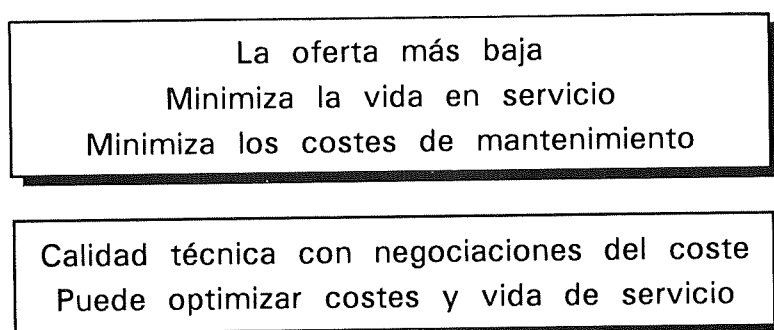 La oferta más baja
Minimiza la vida en servicio
Minimiza los costes de mantenimiento
Calidad técnica con negociaciones del coste
Puede optimizar costes y vida de servicio